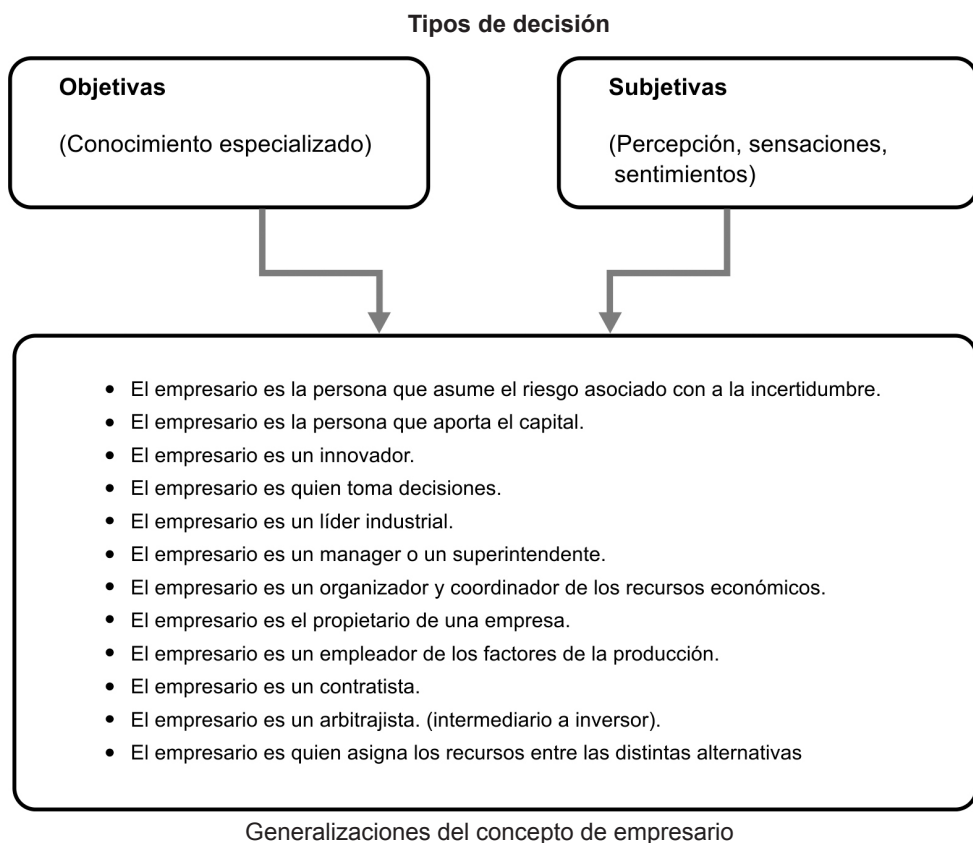 Tipos de decisión
Objetivas
(Conocimiento especializado)
Subjetivas
(Percepción, sensaciones,
sentimientos)
• El empresario es la persona que asume el riesgo asociado con a la incertidumbre.
• El empresario es la persona que aporta el capital.
• El empresario es un innovador.
• El empresario es quien toma decisiones.
• El empresario es un líder industrial.
• El empresario es un manager o un superintendente.
• El empresario es un organizador y coordinador de los recursos económicos.
• El empresario es el propietario de una empresa.
• El empresario es un empleador de los factores de la producción.
• El empresario es un contratista.
• El empresario es un arbitrajista. (intermediario a inversor).
• El empresario es quien asigna los recursos entre las distintas alternativas
Generalizaciones del concepto de empresario